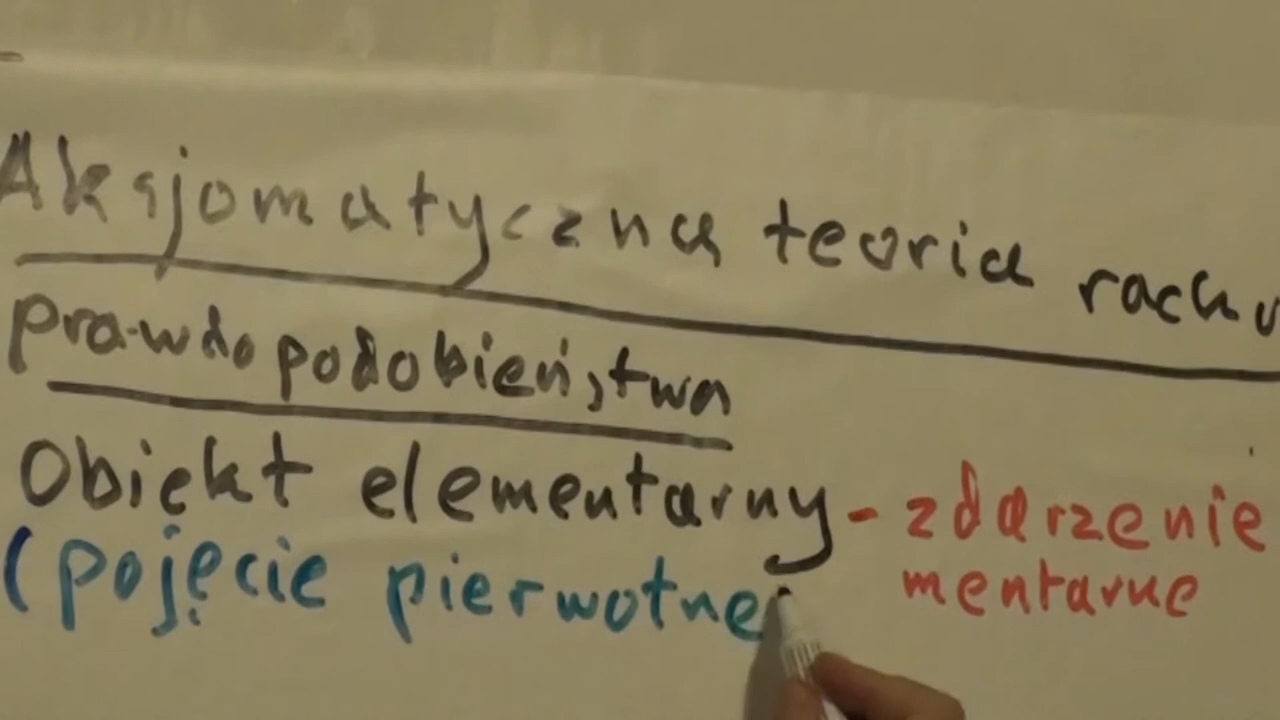 Aksjomatyczna teoria rachu
prawdopodobieństwa
Obiekt elementarny - zdarzenie
(pojęcie pierwotne mentarne